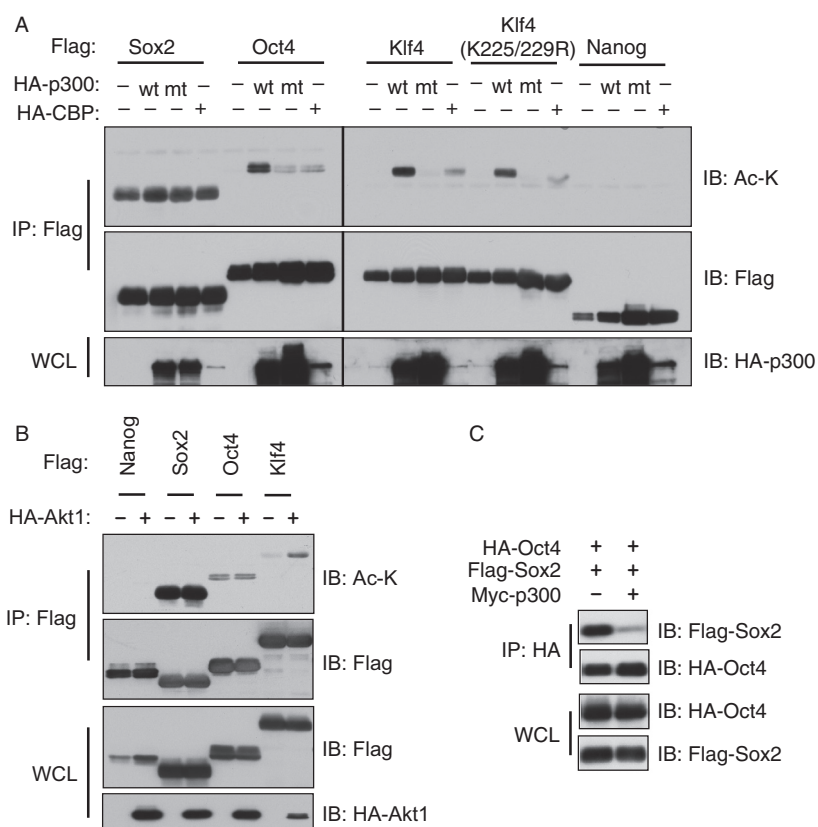 A
Flag: Sox2 Oct4 Klf4 Klf4 (K225/229R) Nanog
HA-p300: – wt mt – – wt mt – – wt mt – – wt mt – – wt mt –
HA-CBP: – – – + – – – + – – – + – – – + – – – +
IP: Flag
IB: Ac-K
IB: Flag
WCL
IB: HA-p300
B
Flag: Nanog Sox2 Oct4 Klf4
HA-Akt1: – + – + – + – +
IP: Flag
IB: Ac-K
IB: Flag
WCL
IB: Flag
IB: HA-Akt1
C
HA-Oct4 + +
Flag-Sox2 + +
Myc-p300 – +
IP: HA
IB: Flag-Sox2
IB: HA-Oct4
WCL
IB: HA-Oct4
IB: Flag-Sox2